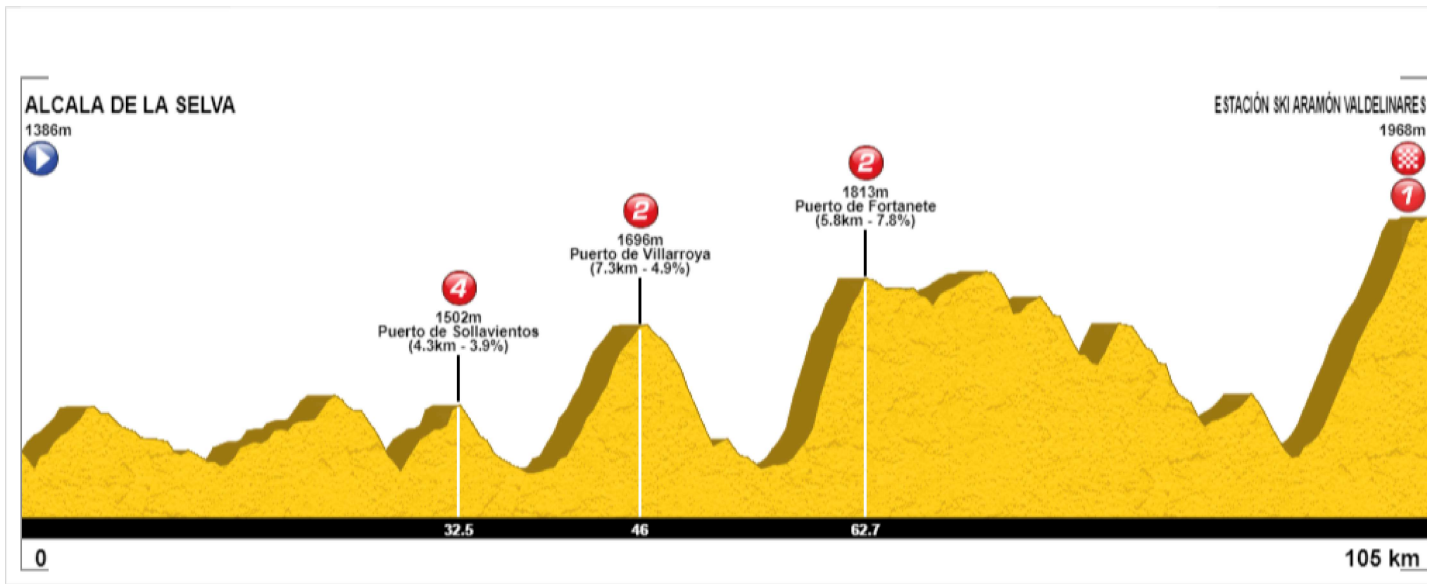 ALCALA DE LA SELVA
1386m
ESTACIÓN SKI ARAMÓN VALDELINARES
1968m
1
2
1813m
Puerto de Fortanete
(5.8km - 7.8%)
2
1696m
Puerto de Villarroya
(7.3km - 4.9%)
4
1502m
Puerto de Sollavientos
(4.3km - 3.9%)
32.5
46
62.7
0
105 km